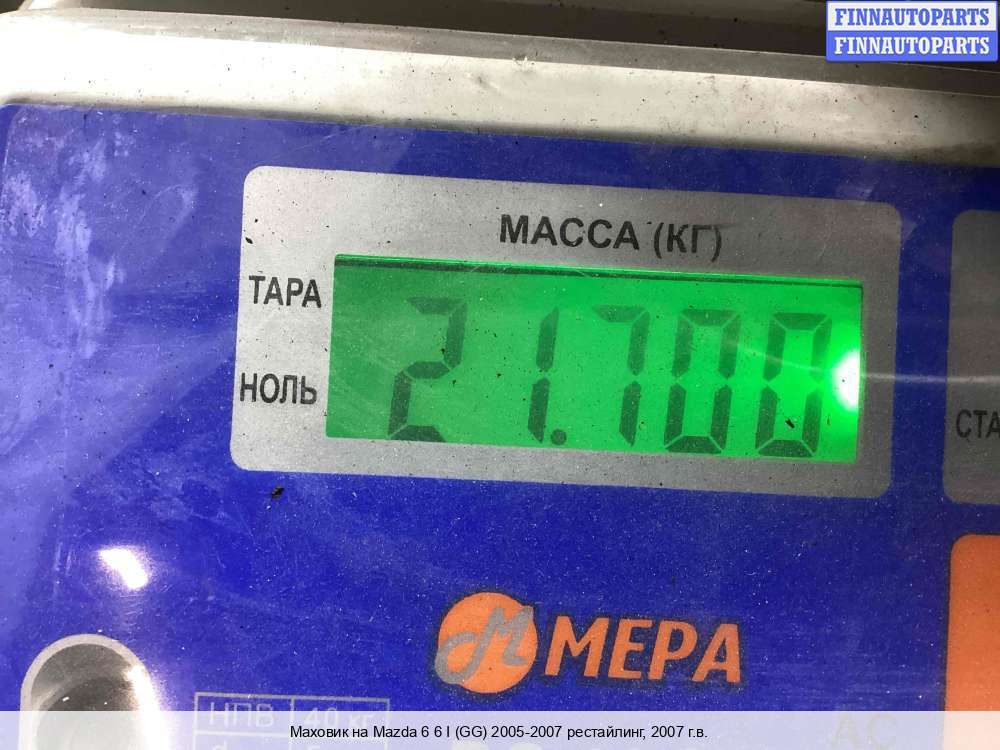 FINNAUTOPARTS
FINNAUTOPARTS
МАССА (КГ)
ТАРА
21.700
НОЛЬ
СТА
МЕРА
НПВ 40 кг
AC
Маховик на Mazda 6 6 I (GG) 2005-2007 рестайлинг, 2007 г.в.